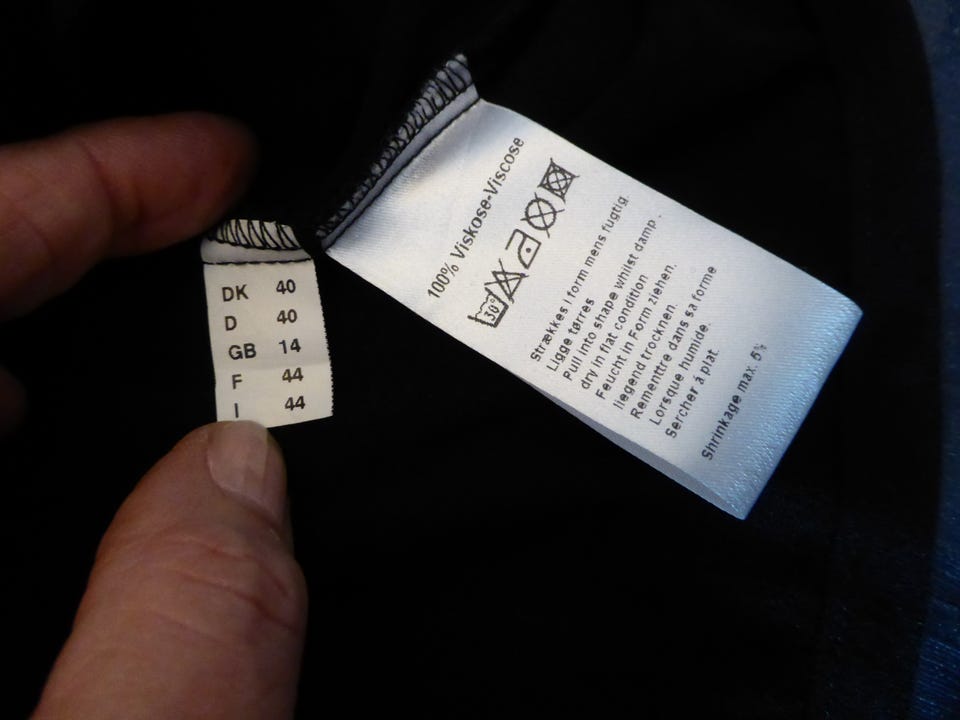 DK 40
D 40
GB 14
F 44
I 44
100% Viskose-Viscose
30°
Strækkes i form mens fugtig.
Ligge tørres
Pull into shape whilst damp.
dry in flat condition
Feucht in Form ziehen.
liegend trocknen.
Rementtre dans sa forme
Lorsque humide.
Sercher á plat.
Shrinkage max. 5%